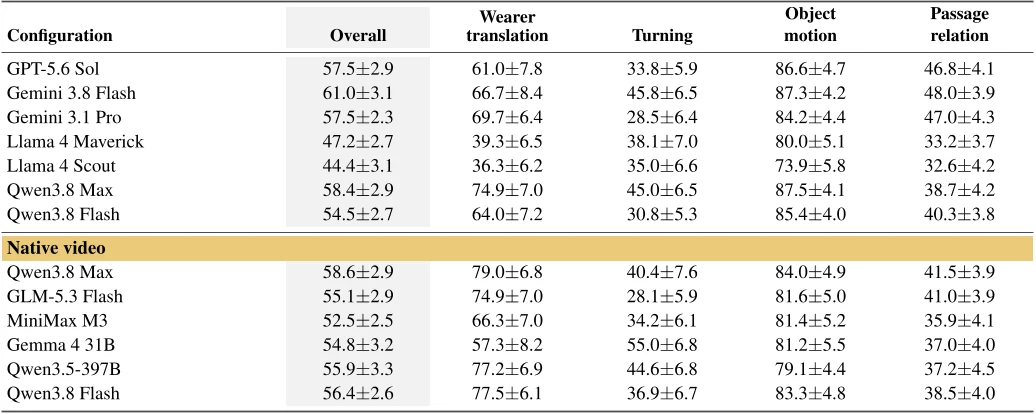 Configuration Overall Wearer translation Turning Object motion Passage relation
GPT-5.6 Sol 57.5±2.9 61.0±7.8 33.8±5.9 86.6±4.7 46.8±4.1
Gemini 3.8 Flash 61.0±3.1 66.7±8.4 45.8±6.5 87.3±4.2 48.0±3.9
Gemini 3.1 Pro 57.5±2.3 69.7±6.4 28.5±6.4 84.2±4.4 47.0±4.3
Llama 4 Maverick 47.2±2.7 39.3±6.5 38.1±7.0 80.0±5.1 33.2±3.7
Llama 4 Scout 44.4±3.1 36.3±6.2 35.0±6.6 73.9±5.8 32.6±4.2
Qwen3.8 Max 58.4±2.9 74.9±7.0 45.0±6.5 87.5±4.1 38.7±4.2
Qwen3.8 Flash 54.5±2.7 64.0±7.2 30.8±5.3 85.4±4.0 40.3±3.8
Native video
Qwen3.8 Max 58.6±2.9 79.0±6.8 40.4±7.6 84.0±4.9 41.5±3.9
GLM-5.3 Flash 55.1±2.9 74.9±7.0 28.1±5.9 81.6±5.0 41.0±3.9
MiniMax M3 52.5±2.5 66.3±7.0 34.2±6.1 81.4±5.2 35.9±4.1
Gemma 4 31B 54.8±3.2 57.3±8.2 55.0±6.8 81.2±5.5 37.0±4.0
Qwen3.5-397B 55.9±3.3 77.2±6.9 44.6±6.8 79.1±4.4 37.2±4.5
Qwen3.8 Flash 56.4±2.6 77.5±6.1 36.9±6.7 83.3±4.8 38.5±4.0